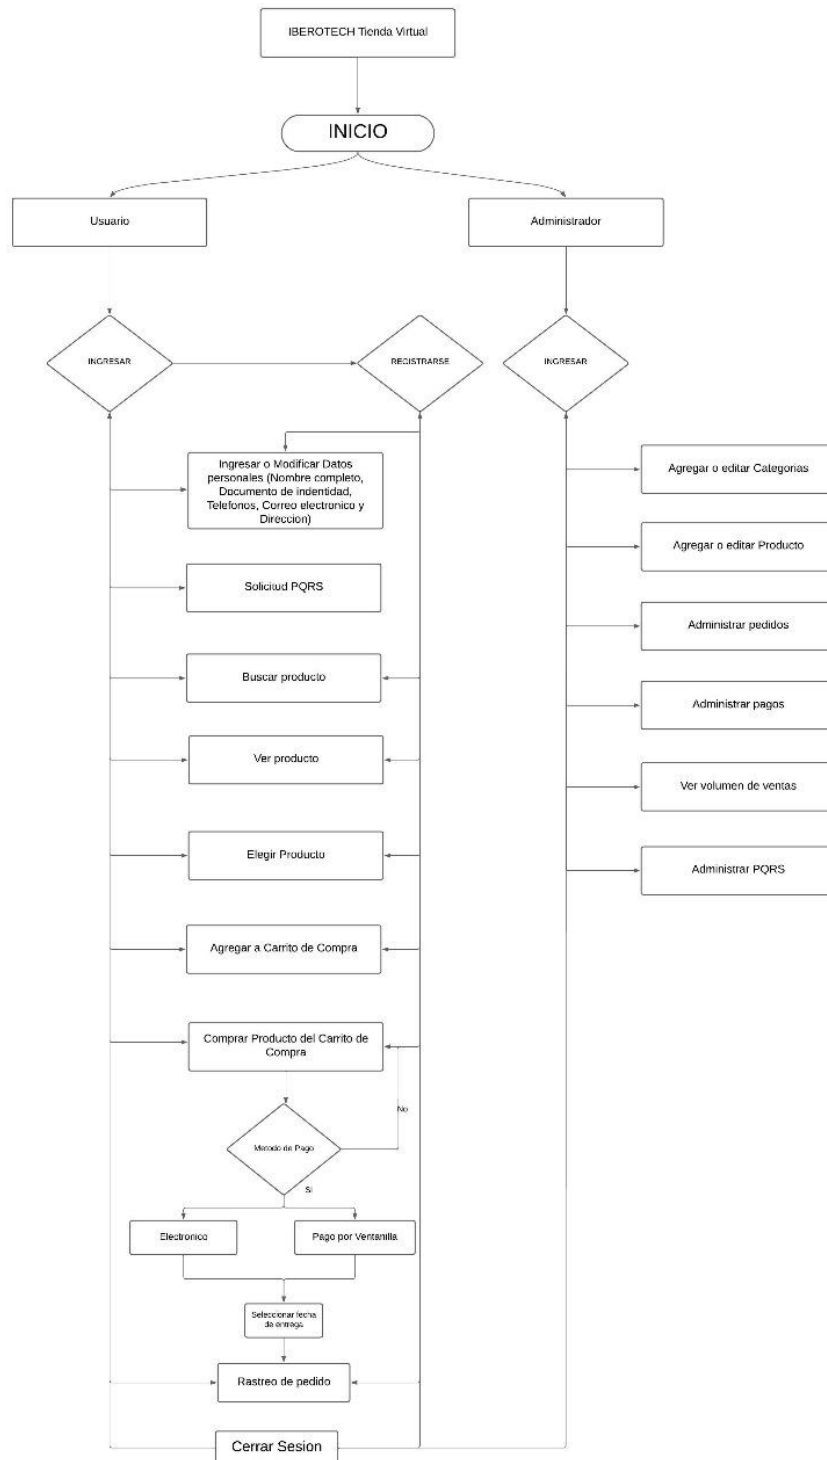 IBEROTECH Tienda Virtual
INICIO
Usuario
Administrador
INGRESAR
REGISTRARSE
INGRESAR
Ingresar o Modificar Datos
personales (Nombre completo,
Documento de indentidad,
Telefonos, Correo electronico y
Direccion)
Agregar o editar Categorias
Agregar o editar Producto
Solicitud PQRS
Administrar pedidos
Buscar producto
Administrar pagos
Ver producto
Ver volumen de ventas
Elegir Producto
Administrar PQRS
Agregar a Carrito de Compra
Comprar Producto del Carrito de
Compra
No
Metodo de Pago
Si
Electronico
Pago por Ventanilla
Seleccionar fecha
de entrega
Rastreo de pedido
Cerrar Sesion